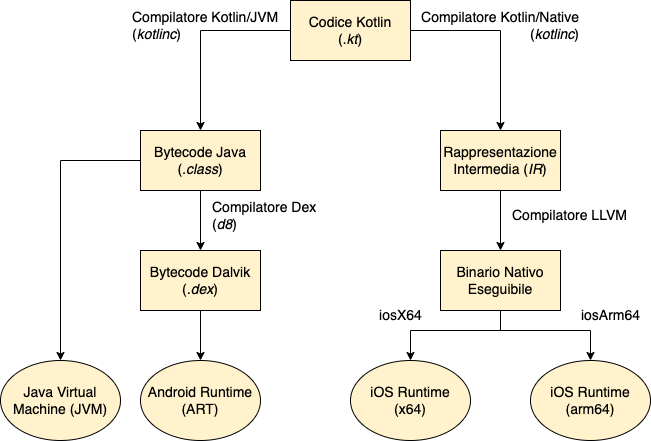 Compilatore Kotlin/JVM
(kotlinc)
Codice Kotlin
(.kt)
Compilatore Kotlin/Native
(kotlinc)
Bytecode Java
(.class)
Rappresentazione
Intermedia (IR)
Compilatore Dex
(d8)
Compilatore LLVM
Bytecode Dalvik
(.dex)
Binario Nativo
Eseguibile
iosX64
iosArm64
Java Virtual
Machine (JVM)
Android Runtime
(ART)
iOS Runtime
(x64)
iOS Runtime
(arm64)